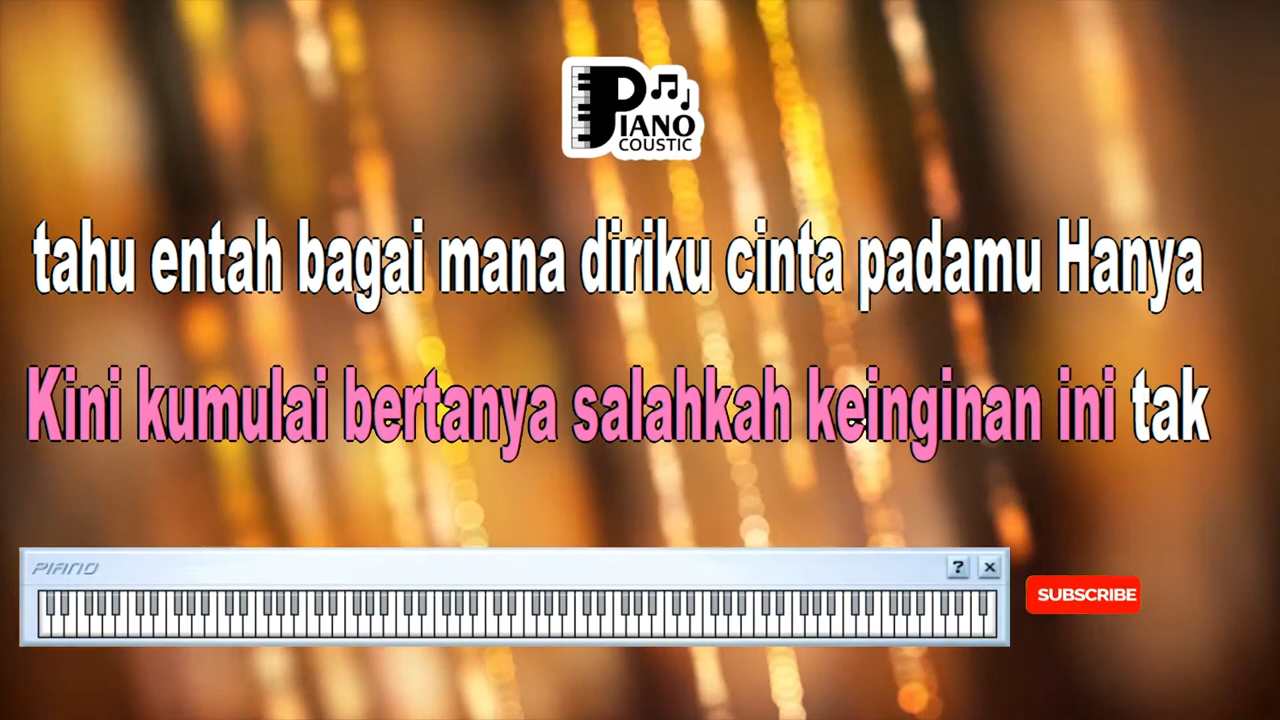 PIANO
COUSTIC
tahu entah bagai mana diriku cinta padamu Hanya
Kini kumulai bertanya salahkah keinginan ini tak
PIANO
?
×
SUBSCRIBE